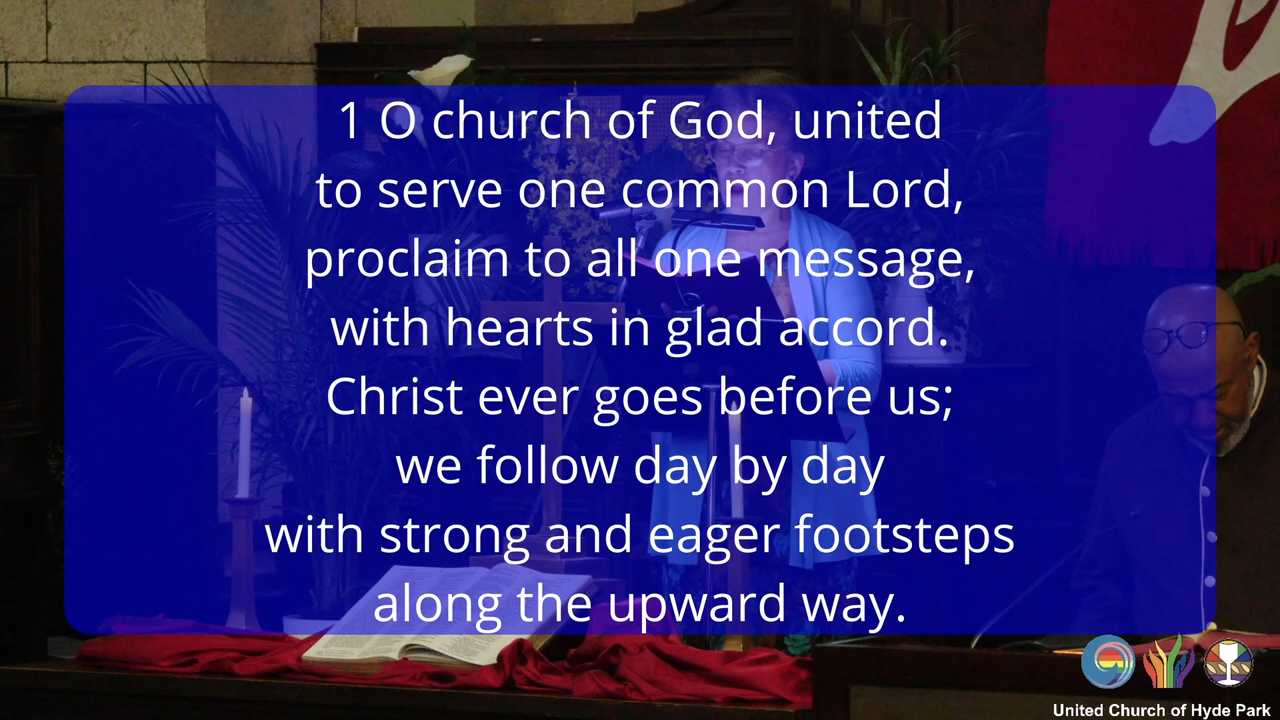 1 O church of God, united
to serve one common Lord,
proclaim to all one message,
with hearts in glad accord.
Christ ever goes before us;
we follow day by day
with strong and eager footsteps
along the upward way.
United Church of Hyde Park